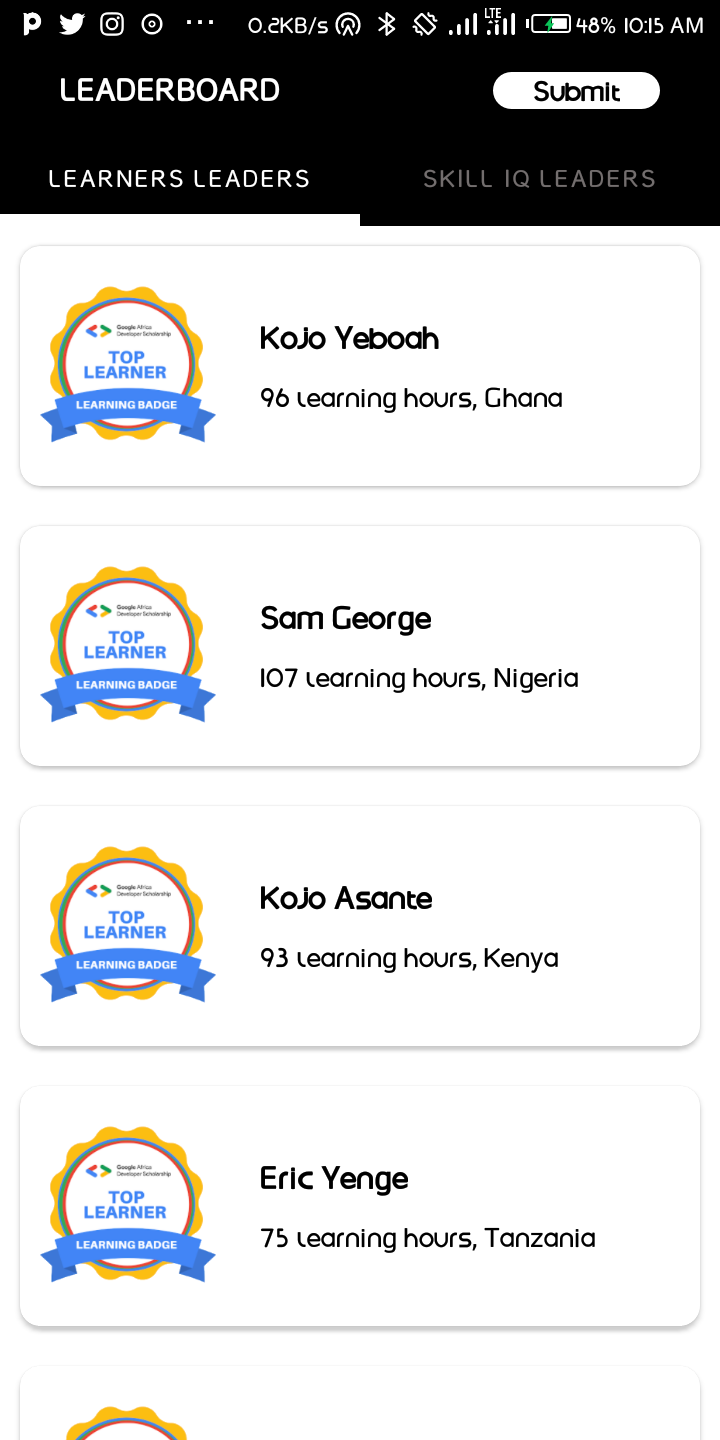 0.2KB/s LTE 48% 10:15 AM
LEADERBOARD
Submit
LEARNERS LEADERS
SKILL IQ LEADERS
Google Africa
Developer Scholarship
TOP
LEARNER
LEARNING BADGE
Kojo Yeboah
96 learning hours, Ghana
Google Africa
Developer Scholarship
TOP
LEARNER
LEARNING BADGE
Sam George
107 learning hours, Nigeria
Google Africa
Developer Scholarship
TOP
LEARNER
LEARNING BADGE
Kojo Asante
93 learning hours, Kenya
Google Africa
Developer Scholarship
TOP
LEARNER
LEARNING BADGE
Eric Yenge
75 learning hours, Tanzania